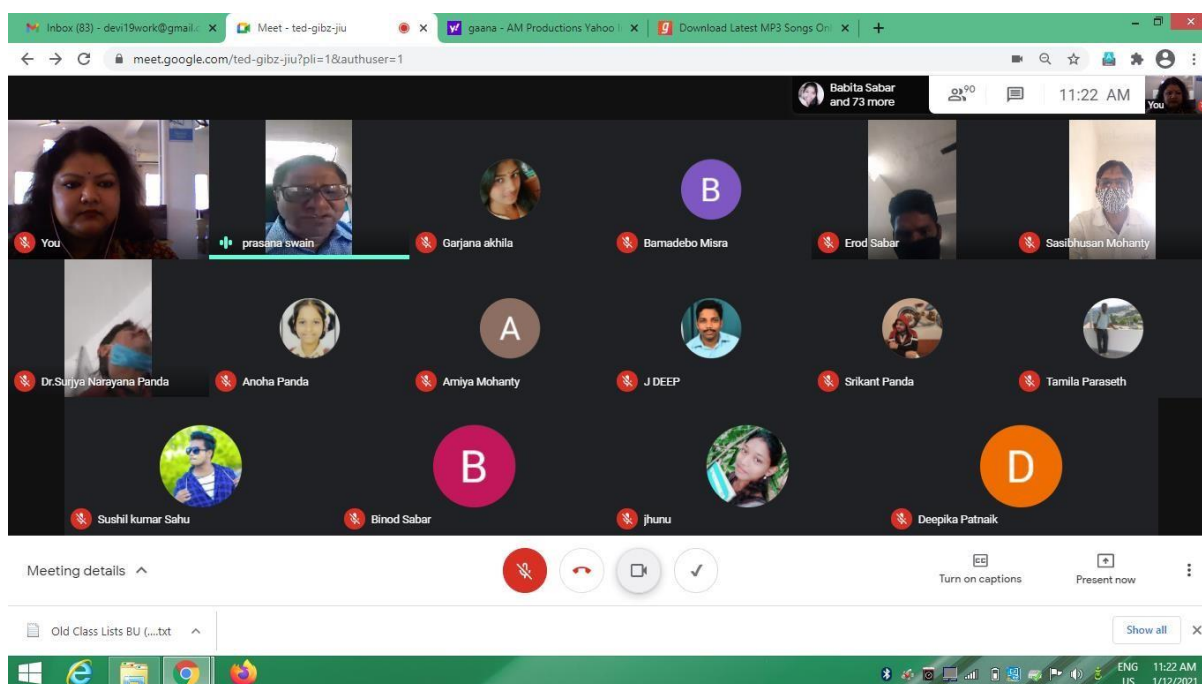 Inbox (83) - devi19work@gmail.c
Meet - ted-gibz-jiu
gaana - AM Productions Yahoo I
Download Latest MP3 Songs Onl
meet.google.com/ted-gibz-jiu?pli=1&authuser=1
Babita Sabar
and 73 more
90
11:22 AM
You
You
prasana swain
Garjana akhila
B
Bamadebo Misra
Erod Sabar
Sasibhusan Mohanty
Dr.Surjya Narayana Panda
Anoha Panda
A
Amiya Mohanty
J DEEP
Srikant Panda
Tamila Paraseth
Sushil kumar Sahu
B
Binod Sabar
jhunu
D
Deepika Patnaik
Meeting details
Turn on captions
Present now
Old Class Lists BU (....txt
Show all
ENG 11:22 AM
US 1/12/2021